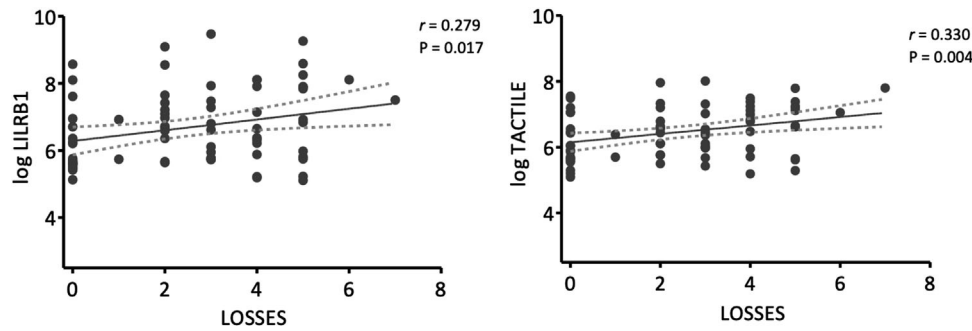 10
8
6
4
log LILRB1
r = 0.279
P = 0.017
0 2 4 6 8
LOSSES
10
8
6
4
log TACTILE
r = 0.330
P = 0.004
0 2 4 6 8
LOSSES